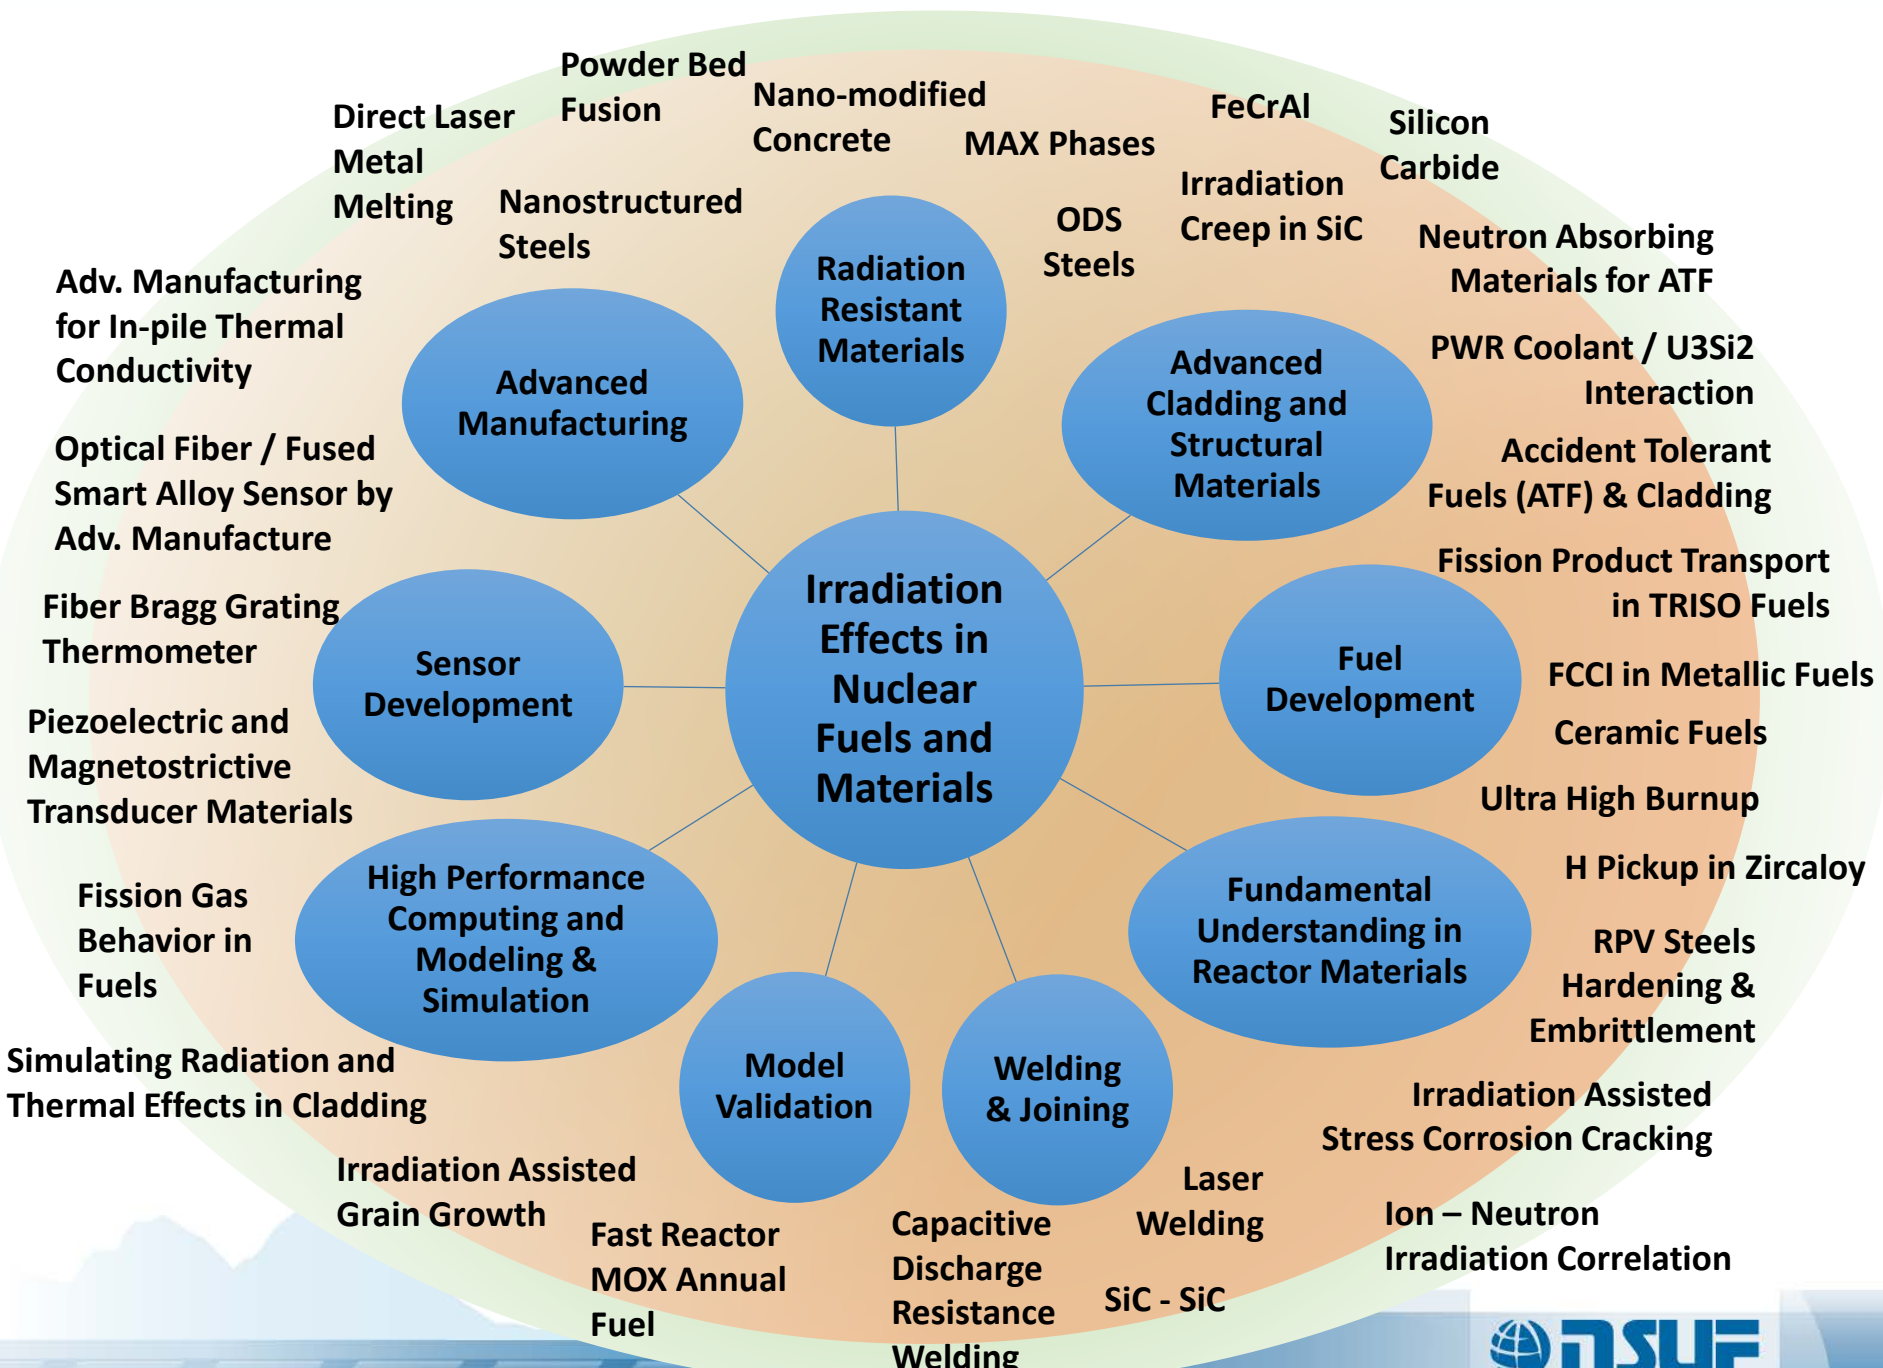 Powder Bed
Fusion
Direct Laser
Metal
Melting
Nano-modified
Concrete
MAX Phases
FeCrAl
Silicon
Carbide
Nanostructured
Steels
ODS
Steels
Irradiation
Creep in SiC
Neutron Absorbing
Materials for ATF
Adv. Manufacturing
for In-pile Thermal
Conductivity
PWR Coolant / U3Si2
Interaction
Optical Fiber / Fused
Smart Alloy Sensor by
Adv. Manufacture
Accident Tolerant
Fuels (ATF) & Cladding
Fiber Bragg Grating
Thermometer
Fission Product Transport
in TRISO Fuels
FCCI in Metallic Fuels
Ceramic Fuels
Piezoelectric and
Magnetostrictive
Transducer Materials
Ultra High Burnup
H Pickup in Zircaloy
Fission Gas
Behavior in
Fuels
RPV Steels
Hardening &
Embrittlement
Simulating Radiation and
Thermal Effects in Cladding
Irradiation Assisted
Stress Corrosion Cracking
Irradiation Assisted
Grain Growth
Fast Reactor
MOX Annual
Fuel
Capacitive
Discharge
Resistance
Welding
Laser
Welding
SiC - SiC
Ion – Neutron
Irradiation Correlation
Radiation
Resistant
Materials
Advanced
Manufacturing
Advanced
Cladding and
Structural
Materials
Sensor
Development
Irradiation
Effects in
Nuclear
Fuels and
Materials
Fuel
Development
High Performance
Computing and
Modeling &
Simulation
Fundamental
Understanding in
Reactor Materials
Model
Validation
Welding
& Joining
NSUF